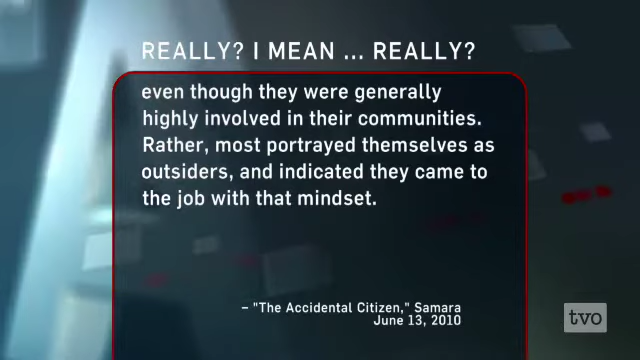 REALLY? I MEAN ... REALLY?
even though they were generally
highly involved in their communities.
Rather, most portrayed themselves as
outsiders, and indicated they came to
the job with that mindset.
– "The Accidental Citizen," Samara
June 13, 2010
tvo